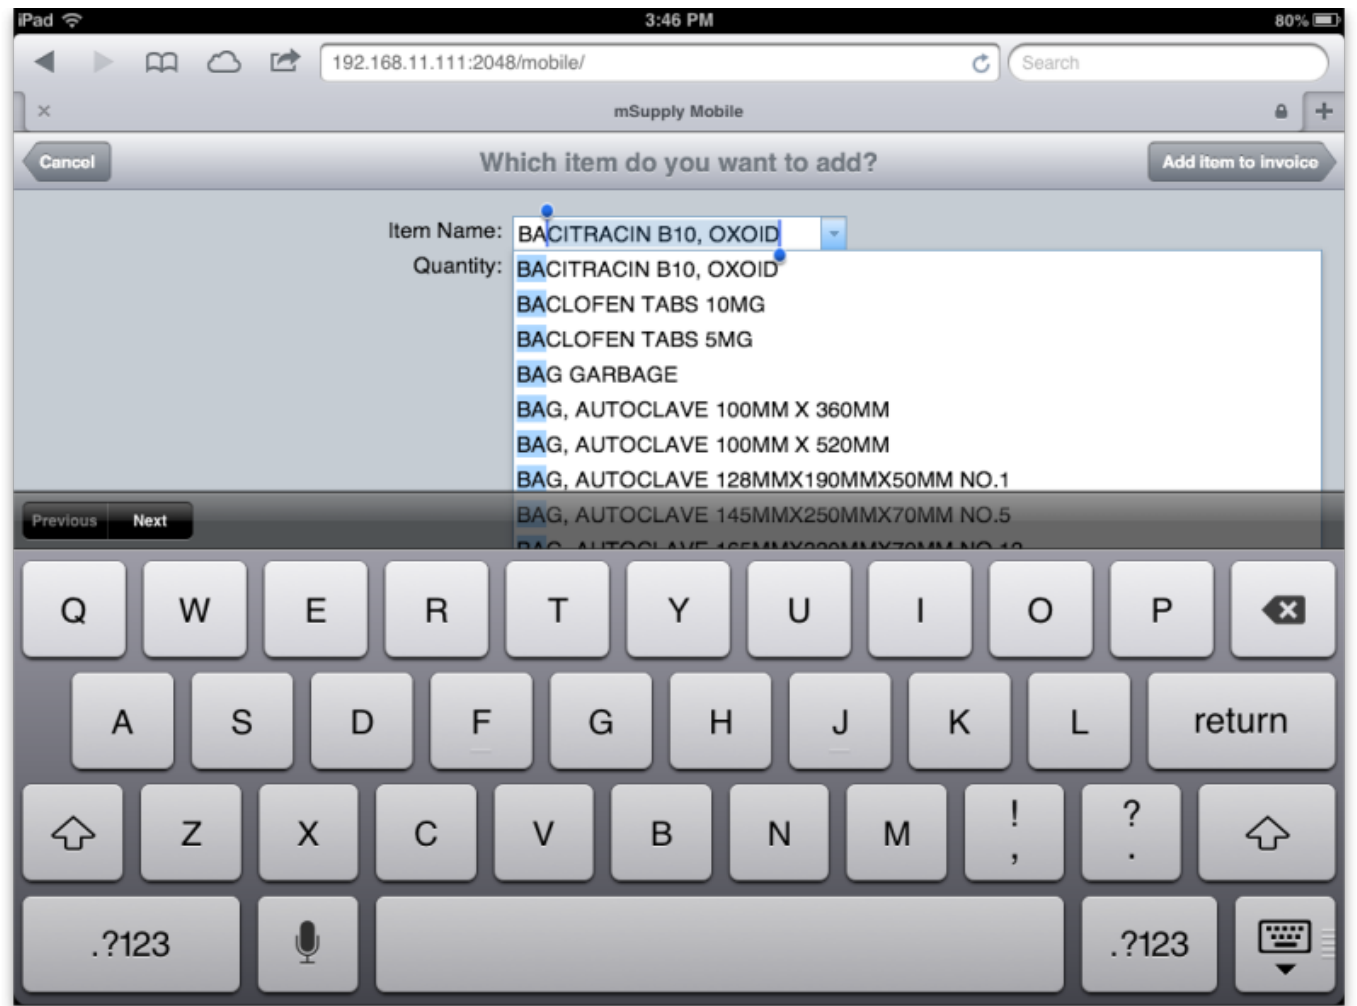 iPad 3:46 PM 80%
192.168.11.111:2048/mobile/ Search
mSupply Mobile
Cancel Which item do you want to add? Add item to invoice
Item Name: BACITRACIN B10, OXOID
Quantity: BACITRACIN B10, OXOID
BACLOFEN TABS 10MG
BACLOFEN TABS 5MG
BAG GARBAGE
BAG, AUTOCLAVE 100MM X 360MM
BAG, AUTOCLAVE 100MM X 520MM
BAG, AUTOCLAVE 128MMX190MMX50MM NO.1
Previous Next BAG, AUTOCLAVE 145MMX250MMX70MM NO.5
BAG, AUTOCLAVE
Q W E R T Y U I O P
A S D F G H J K L return
Z X C V B N M ! , ? .
.?123 .?123